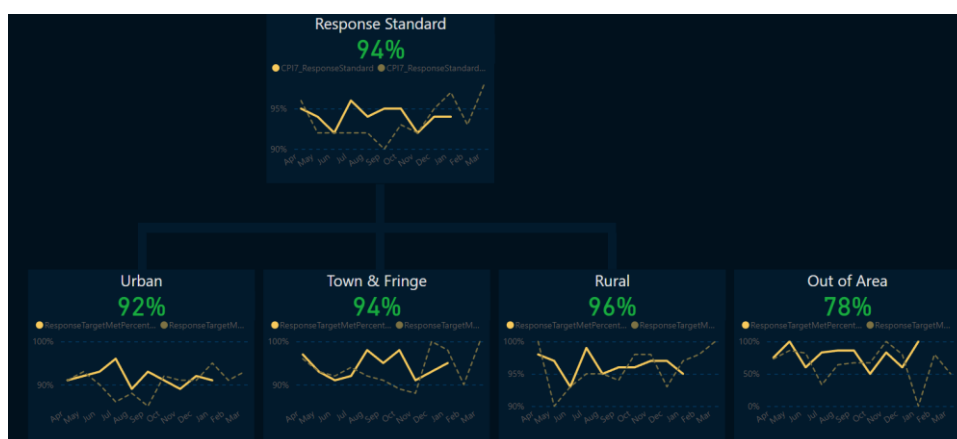 Response Standard
94%
CPI7_ResponseStandard CPI7_ResponseStandard...
95%
90%
Apr May Jun Jul Aug Sep Oct Nov Dec Jan Feb Mar
Urban
92%
ResponseTargetMetPercent... ResponseTargetM...
100%
90%
Apr May Jun Jul Aug Sep Oct Nov Dec Jan Feb Mar
Town & Fringe
94%
ResponseTargetMetPercent... ResponseTargetM...
100%
90%
Apr May Jun Jul Aug Sep Oct Nov Dec Jan Feb Mar
Rural
96%
ResponseTargetMetPercent... ResponseTargetM...
100%
95%
90%
Apr May Jun Jul Aug Sep Oct Nov Dec Jan Feb Mar
Out of Area
78%
ResponseTargetMetPercent... ResponseTargetM...
100%
50%
0%
Apr May Jun Jul Aug Sep Oct Nov Dec Jan Feb Mar